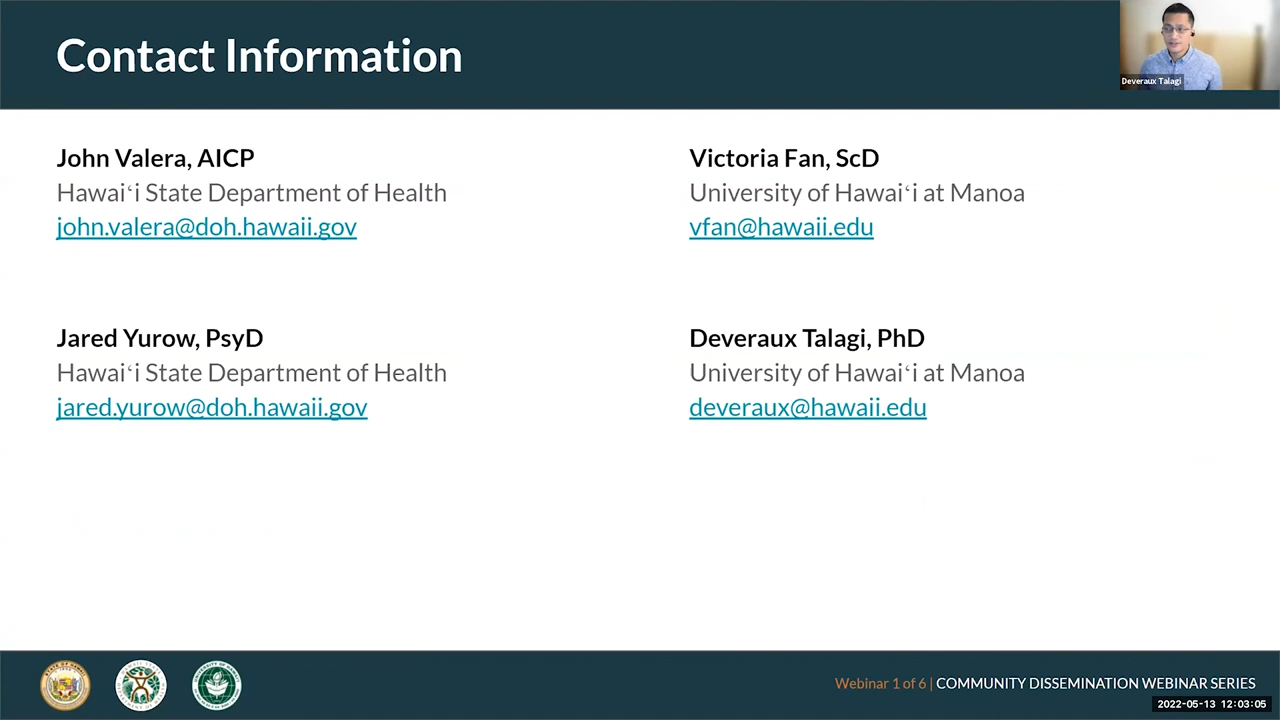 Contact Information
Deveraux Talagi
John Valera, AICP
Hawaiʻi State Department of Health
john.valera@doh.hawaii.gov
Victoria Fan, ScD
University of Hawaiʻi at Manoa
vfan@hawaii.edu
Jared Yurow, PsyD
Hawaiʻi State Department of Health
jared.yurow@doh.hawaii.gov
Deveraux Talagi, PhD
University of Hawaiʻi at Manoa
deveraux@hawaii.edu
Webinar 1 of 6 | COMMUNITY DISSEMINATION WEBINAR SERIES
2022-05-13 12:03:05